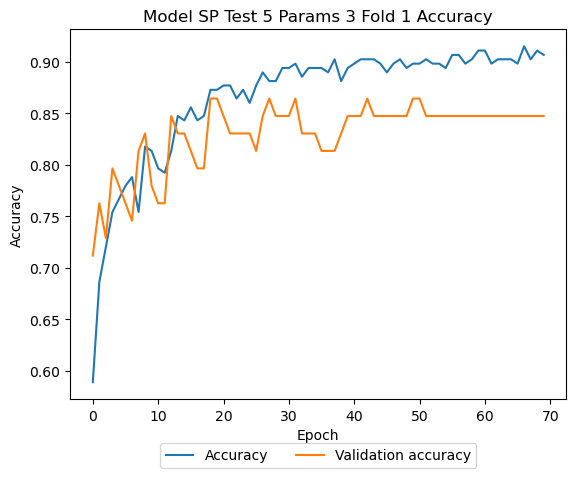 Model SP Test 5 Params 3 Fold 1 Accuracy
0.90
0.85
0.80
0.75
0.70
0.65
0.60
Accuracy
0 10 20 30 40 50 60 70
Epoch
Accuracy Validation accuracy